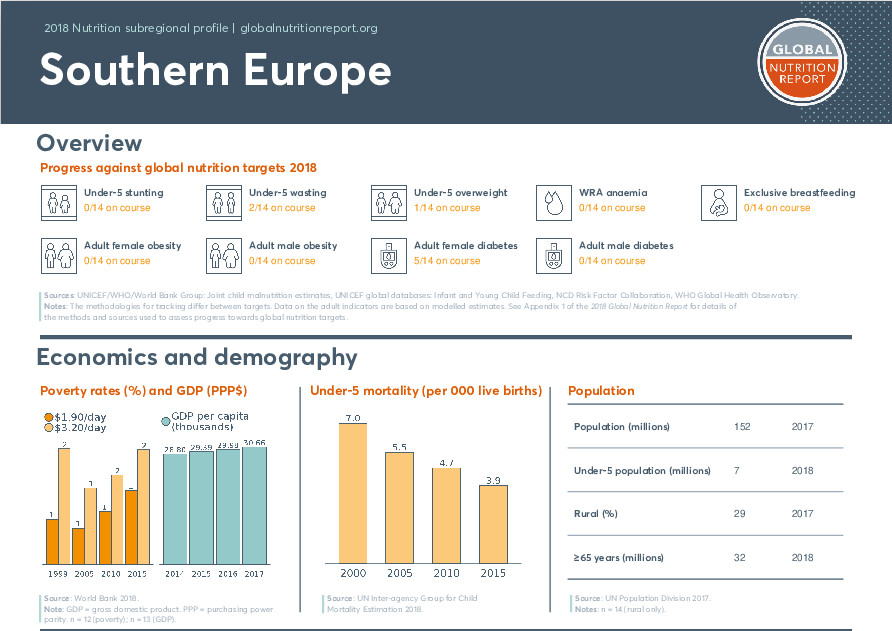 2018 Nutrition subregional profile | globalnutritionreport.org
Southern Europe
GLOBAL
NUTRITION
REPORT
Overview
Progress against global nutrition targets 2018
Under-5 stunting
0/14 on course
Under-5 wasting
2/14 on course
Under-5 overweight
1/14 on course
WRA anaemia
0/14 on course
Exclusive breastfeeding
0/14 on course
Adult female obesity
0/14 on course
Adult male obesity
0/14 on course
Adult female diabetes
5/14 on course
Adult male diabetes
0/14 on course
Sources: UNICEF/WHO/World Bank Group: Joint child malnutrition estimates, UNICEF global databases: Infant and Young Child Feeding, NCD Risk Factor Collaboration, WHO Global Health Observatory.
Notes: The methodologies for tracking differ between targets. Data on the adult indicators are based on modelled estimates. See Appendix 1 of the 2018 Global Nutrition Report for details of
the methods and sources used to assess progress towards global nutrition targets.
Economics and demography
Poverty rates (%) and GDP (PPP$)
$1.90/day
$3.20/day
1 2 1 1 1 2 2
1999 2005 2010 2015
GDP per capita
(thousands)
28.80 29.39 29.98 30.66
2014 2015 2016 2017
Source: World Bank 2018.
Note: GDP = gross domestic product. PPP = purchasing power
parity. n = 12 (poverty); n = 13 (GDP).
Under-5 mortality (per 000 live births)
7.0
5.5
4.7
3.9
2000 2005 2010 2015
Source: UN Inter-agency Group for Child
Mortality Estimation 2018.
Population
Population (millions) 152 2017
Under-5 population (millions) 7 2018
Rural (%) 29 2017
≥65 years (millions) 32 2018
Source: UN Population Division 2017.
Notes: n = 14 (rural only).